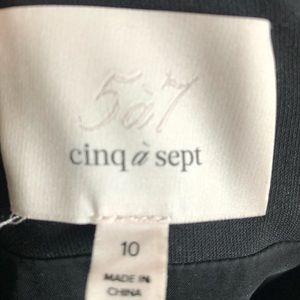 5à7
cinq à sept
10
MADE IN
CHINA